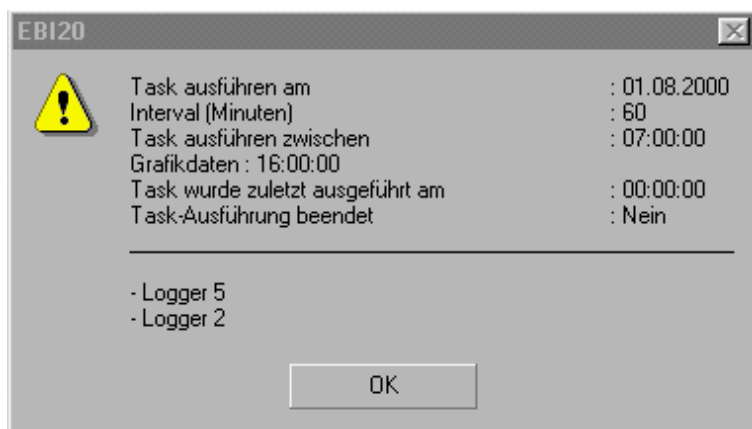 EBI20
Task ausführen am : 01.08.2000
Interval (Minuten) : 60
Task ausführen zwischen : 07:00:00
Grafikdaten : 16:00:00
Task wurde zuletzt ausgeführt am : 00:00:00
Task-Ausführung beendet : Nein
- Logger 5
- Logger 2
OK